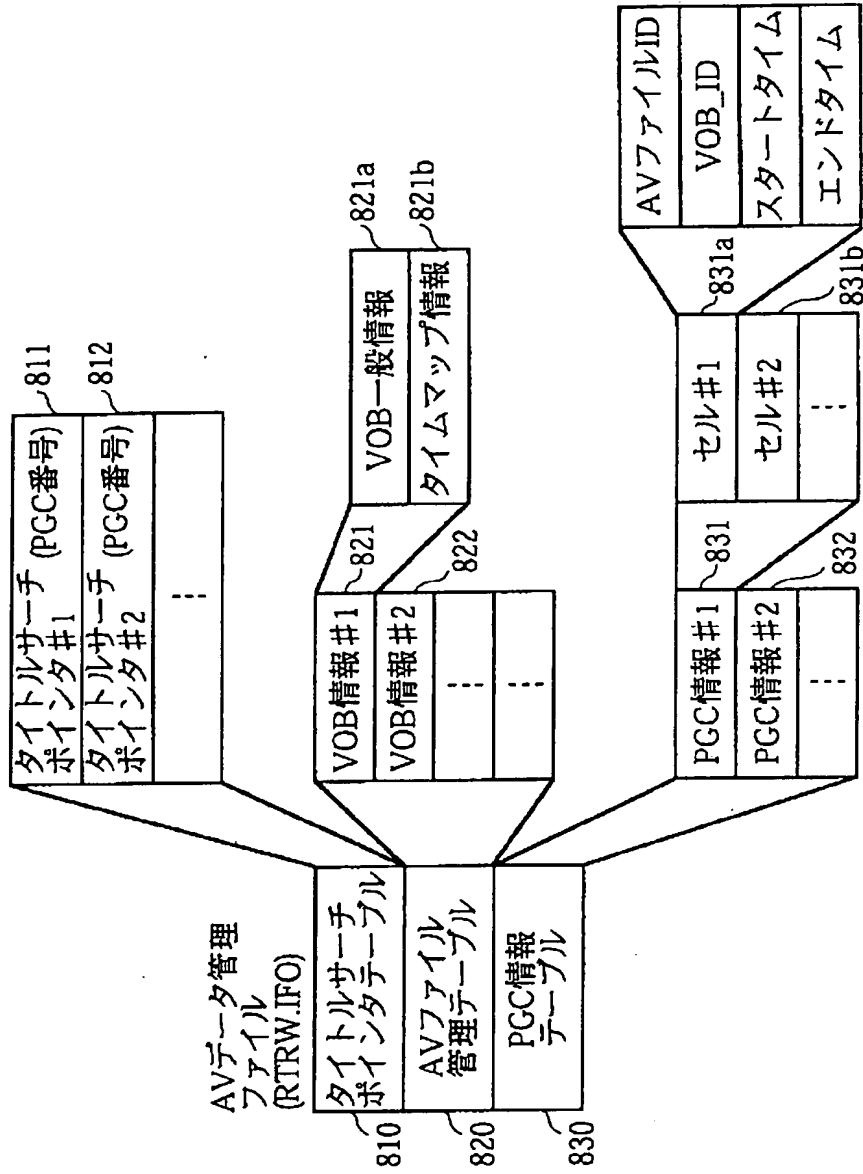 AVデータ管理
ファイル
(RTRW.IFO)
タイトルサーチ
ポインタテーブル
810
AVファイル
管理テーブル
820
PGC情報
テーブル
830
タイトルサーチ
ポインタ#1
(PGC番号)
811
タイトルサーチ
ポインタ#2
(PGC番号)
812
VOB情報#1
821
VOB情報#2
822
VOB一般情報
821a
タイムマップ情報
821b
PGC情報#1
831
PGC情報#2
832
セル#1
831a
セル#2
831b
AVファイルID
VOB_ID
スタートタイム
エンドタイム